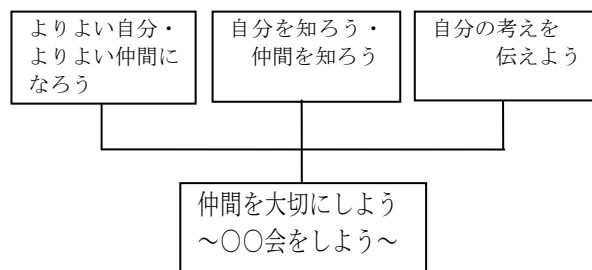 よりよい自分・
よりよい仲間に
なろう
自分を知ろう・
仲間を知ろう
自分の考えを
伝えよう
仲間を大切にしよう
～〇〇会をしよう～